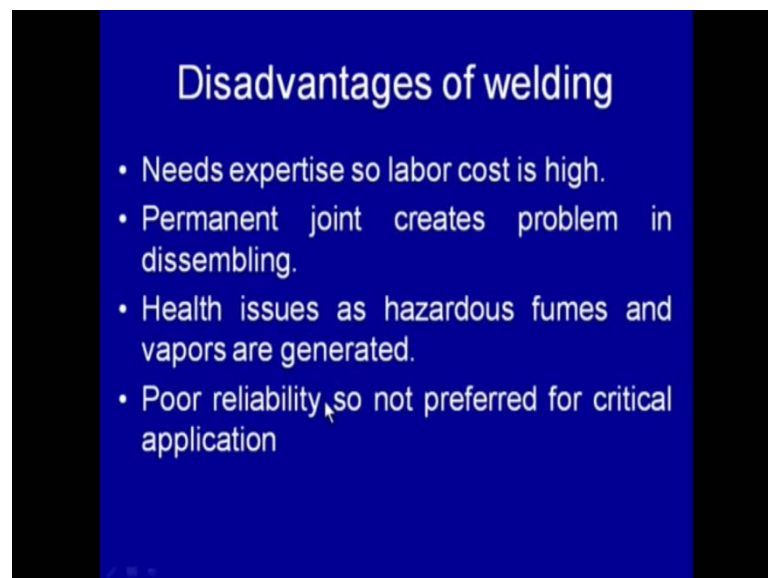 Disadvantages of welding
• Needs expertise so labor cost is high.
• Permanent joint creates problem in
dissembling.
• Health issues as hazardous fumes and
vapors are generated.
• Poor reliability so not preferred for critical
application